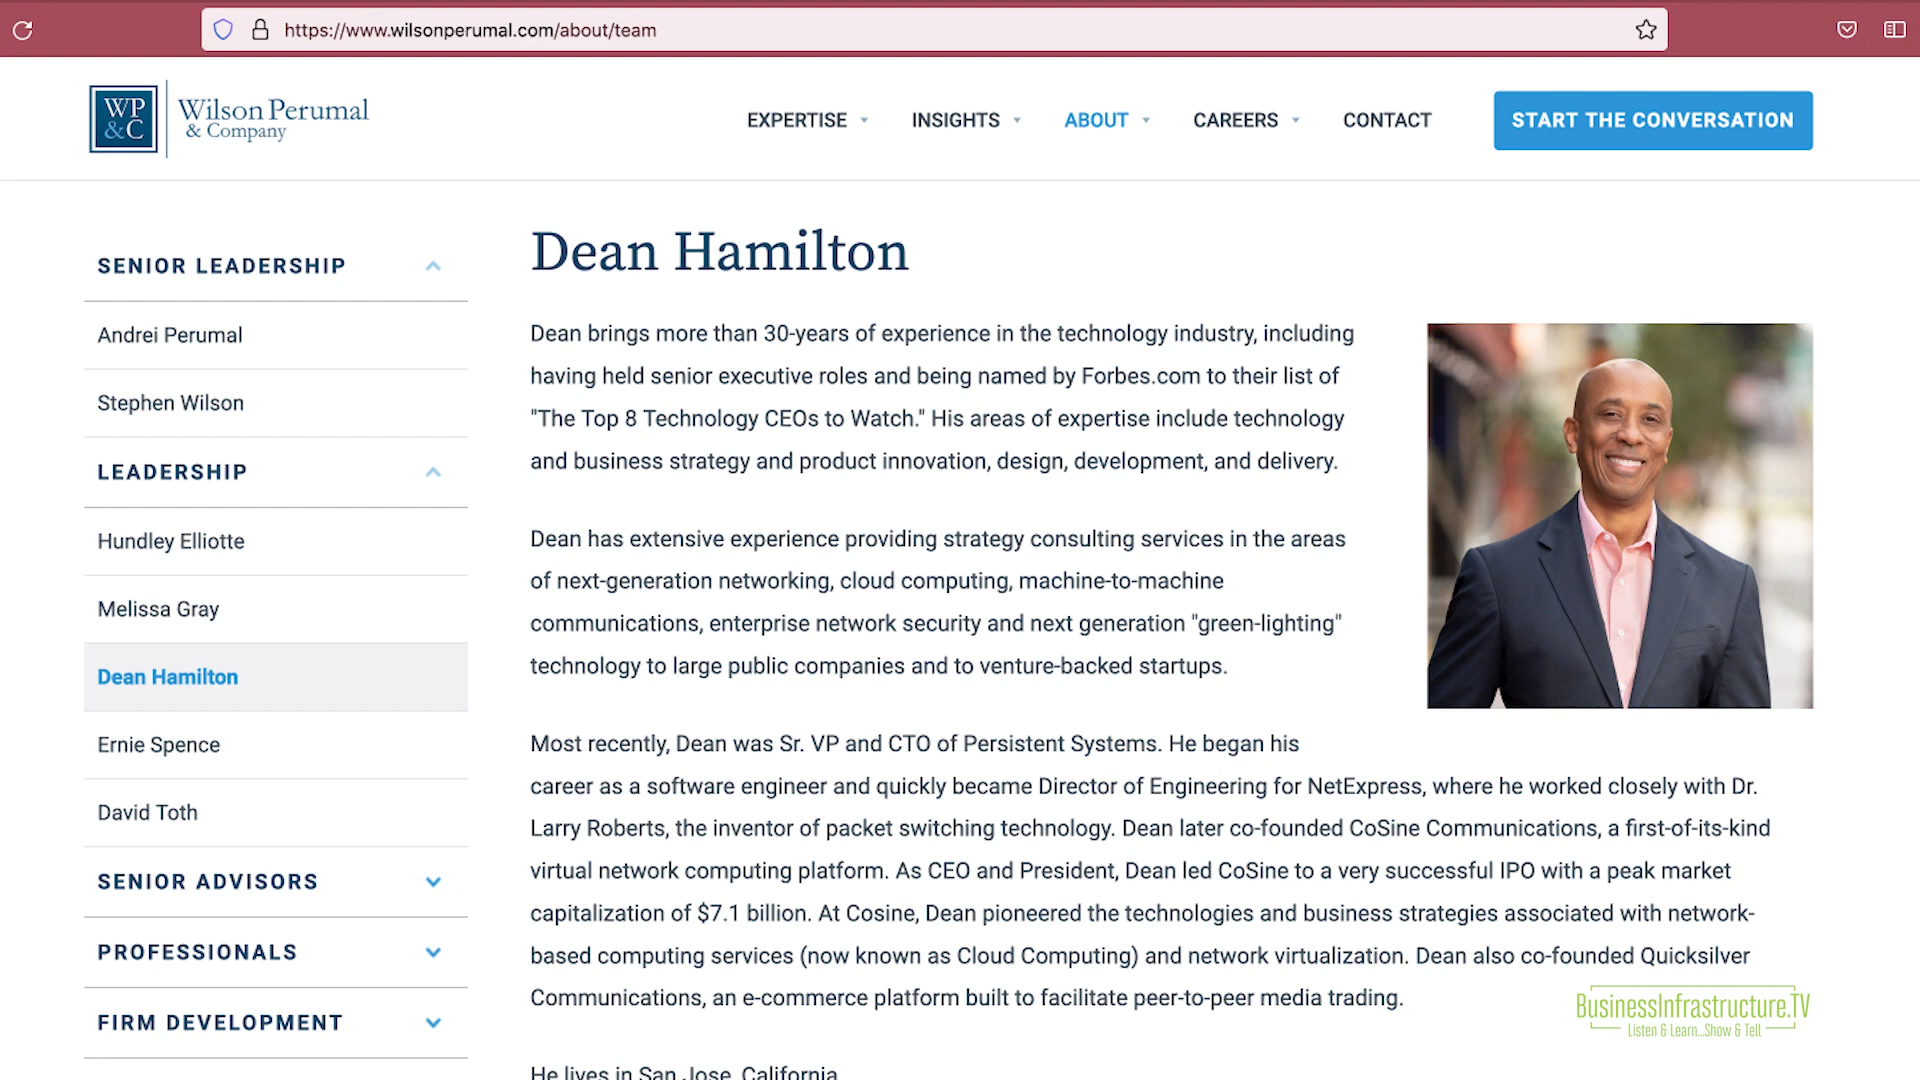 https://www.wilsonperumal.com/about/team
WP
&C
Wilson Perumal
& Company
EXPERTISE
INSIGHTS
ABOUT
CAREERS
CONTACT
START THE CONVERSATION
SENIOR LEADERSHIP
Andrei Perumal
Stephen Wilson
LEADERSHIP
Hundley Elliotte
Melissa Gray
Dean Hamilton
Ernie Spence
David Toth
SENIOR ADVISORS
PROFESSIONALS
FIRM DEVELOPMENT
Dean Hamilton
Dean brings more than 30-years of experience in the technology industry, including
having held senior executive roles and being named by Forbes.com to their list of
"The Top 8 Technology CEOs to Watch." His areas of expertise include technology
and business strategy and product innovation, design, development, and delivery.
Dean has extensive experience providing strategy consulting services in the areas
of next-generation networking, cloud computing, machine-to-machine
communications, enterprise network security and next generation "green-lighting"
technology to large public companies and to venture-backed startups.
Most recently, Dean was Sr. VP and CTO of Persistent Systems. He began his
career as a software engineer and quickly became Director of Engineering for NetExpress, where he worked closely with Dr.
Larry Roberts, the inventor of packet switching technology. Dean later co-founded CoSine Communications, a first-of-its-kind
virtual network computing platform. As CEO and President, Dean led CoSine to a very successful IPO with a peak market
capitalization of $7.1 billion. At Cosine, Dean pioneered the technologies and business strategies associated with network-
based computing services (now known as Cloud Computing) and network virtualization. Dean also co-founded Quicksilver
Communications, an e-commerce platform built to facilitate peer-to-peer media trading.
He lives in San Jose, California
BusinessInfrastructure.TV
Listen & Learn...Show & Tell